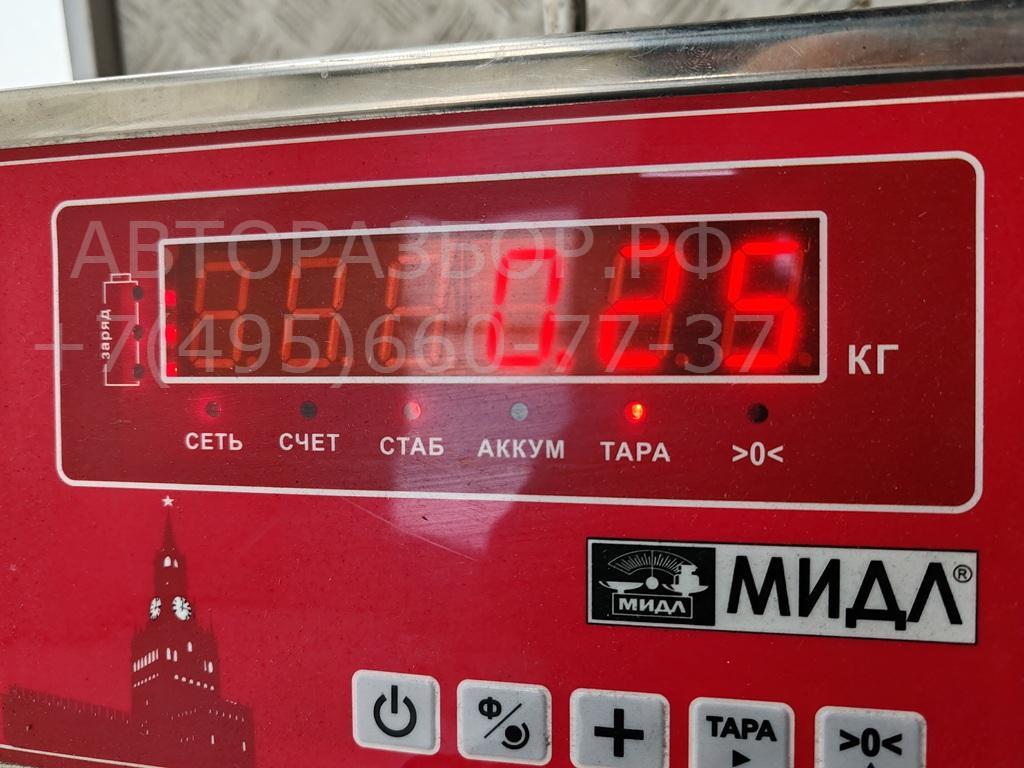 АВТОРАЗБОР.РФ
+7(495)660-77-37
0.25
КГ
заряд
СЕТЬ СЧЕТ СТАБ АККУМ ТАРА >0<
МИДЛ МИДЛ®
Ф ТАРА >0<